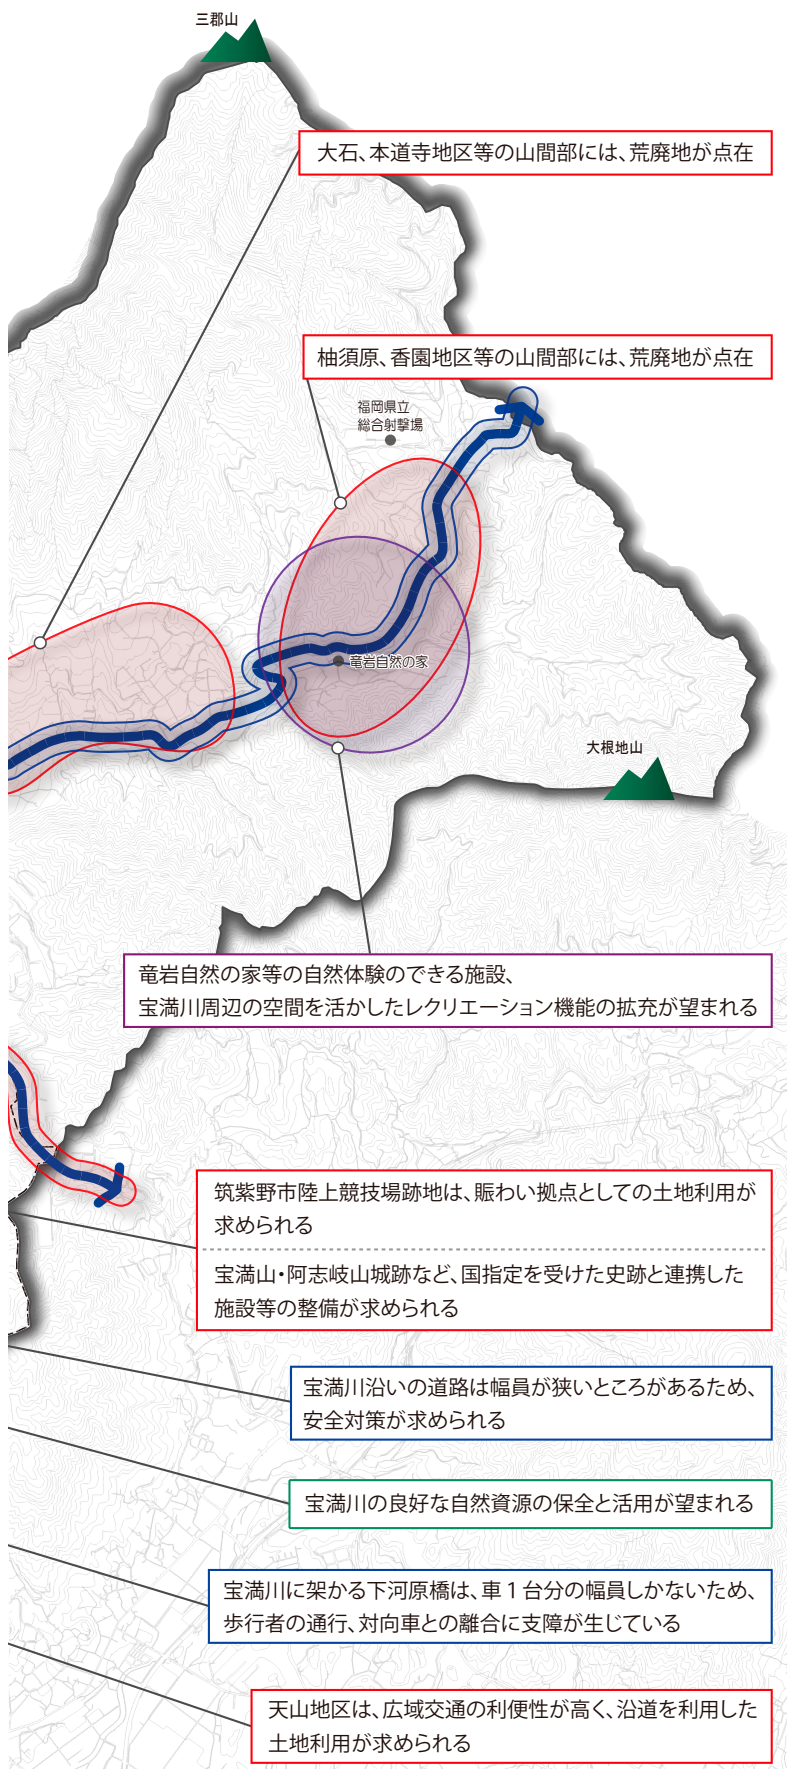 三郡山
大石、本道寺地区等の山間部には、荒廃地が点在
柚須原、香園地区等の山間部には、荒廃地が点在
福岡県立
総合射撃場
竜岩自然の家
大根地山
竜岩自然の家等の自然体験のできる施設、
宝満川周辺の空間を活かしたレクリエーション機能の拡充が望まれる
筑紫野市陸上競技場跡地は、賑わい拠点としての土地利用が
求められる
宝満山・阿志岐山城跡など、国指定を受けた史跡と連携した
施設等の整備が求められる
宝満川沿いの道路は幅員が狭いところがあるため、
安全対策が求められる
宝満川の良好な自然資源の保全と活用が望まれる
宝満川に架かる下河原橋は、車１台分の幅員しかないため、
歩行者の通行、対向車との離合に支障が生じている
天山地区は、広域交通の利便性が高く、沿道を利用した
土地利用が求められる